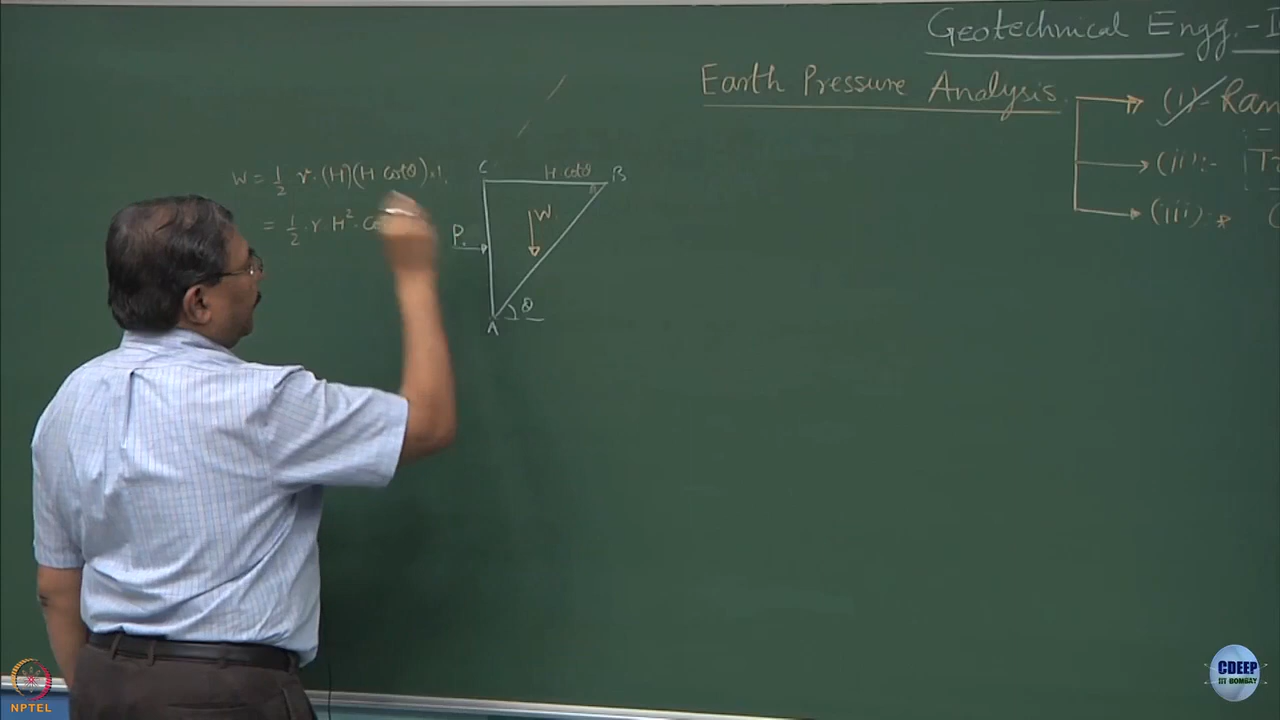 Geotechnical Engg. - I
Earth Pressure Analysis
(i) Ran
(ii) :-
(iii) :
W = 1/2 γ · (H)(H cotθ) · 1.
= 1/2 · γ H² · co
C
H cotθ
B
W
P
θ
A
NPTEL
CDEEP
IIT BOMBAY